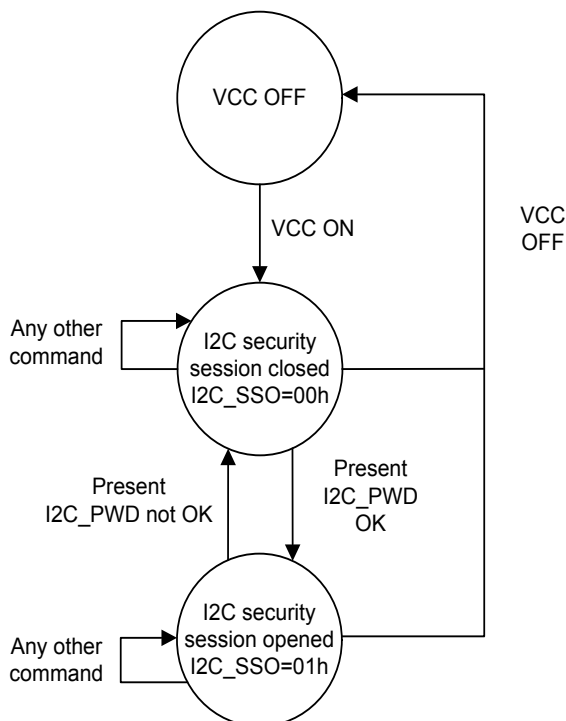 VCC OFF
VCC ON
VCC
OFF
Any other
command
I2C security
session closed
I2C_SSO=00h
Present
I2C_PWD not OK
Present
I2C_PWD
OK
Any other
command
I2C security
session opened
I2C_SSO=01h